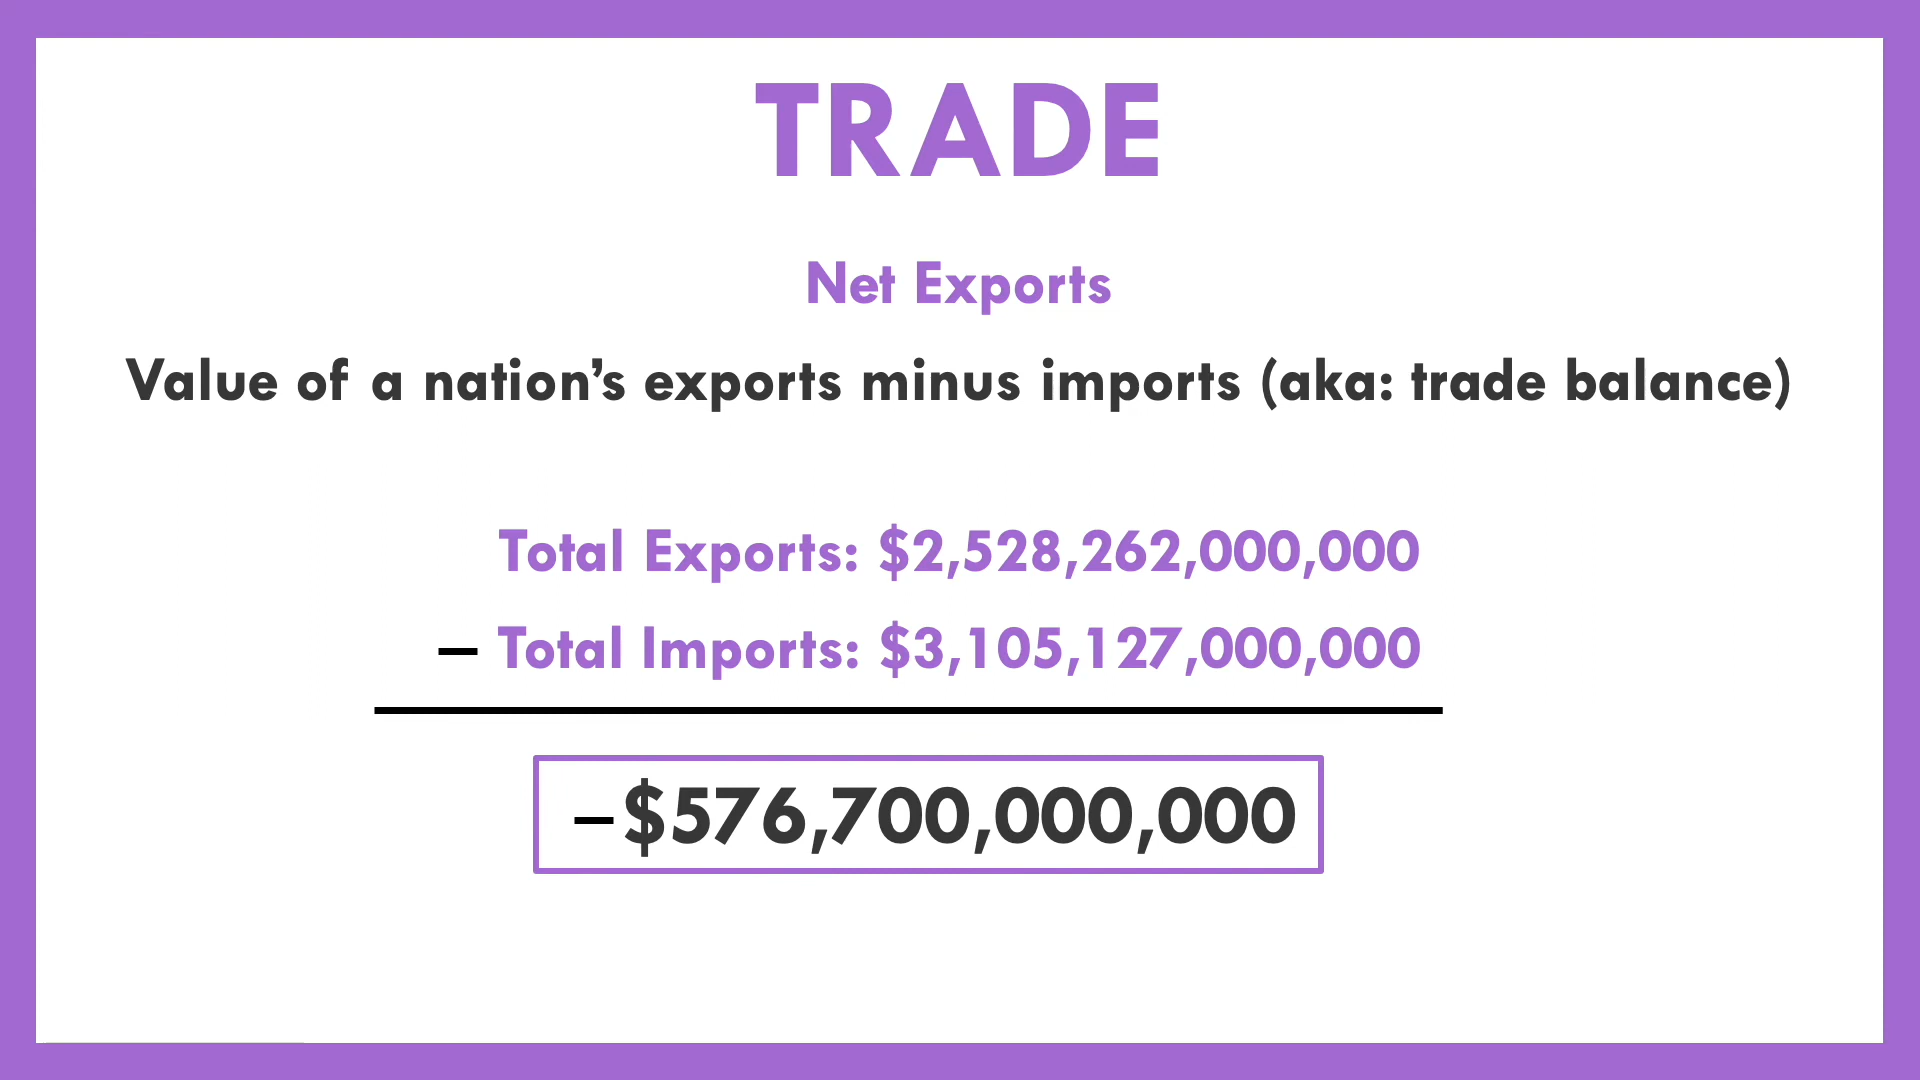 TRADE
Net Exports
Value of a nation’s exports minus imports (aka: trade balance)
Total Exports: $2,528,262,000,000
– Total Imports: $3,105,127,000,000
–$576,700,000,000